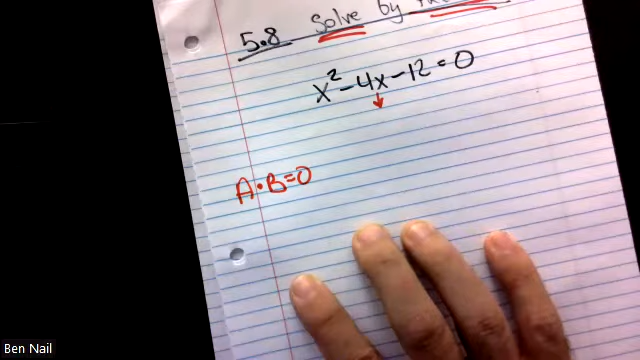 5.8 Solve by
x² - 4x - 12 = 0
A·B=0
Ben Nail